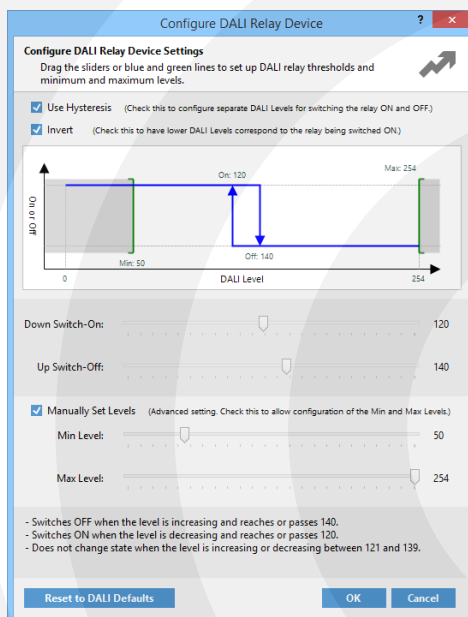 Configure DALI Relay Device
?
Configure DALI Relay Device Settings
Drag the sliders or blue and green lines to set up DALI relay thresholds and
minimum and maximum levels.
Use Hysteresis (Check this to configure separate DALI Levels for switching the relay ON and OFF.)
Invert (Check this to have lower DALI Levels correspond to the relay being switched ON.)
On or Off
On: 120
Max: 254
Min: 50
Off: 140
0
DALI Level
254
Down Switch-On: 120
Up Switch-Off: 140
Manually Set Levels (Advanced setting. Check this to allow configuration of the Min and Max Levels.)
Min Level: 50
Max Level: 254
- Switches OFF when the level is increasing and reaches or passes 140.
- Switches ON when the level is decreasing and reaches or passes 120.
- Does not change state when the level is increasing or decreasing between 121 and 139.
Reset to DALI Defaults
OK
Cancel